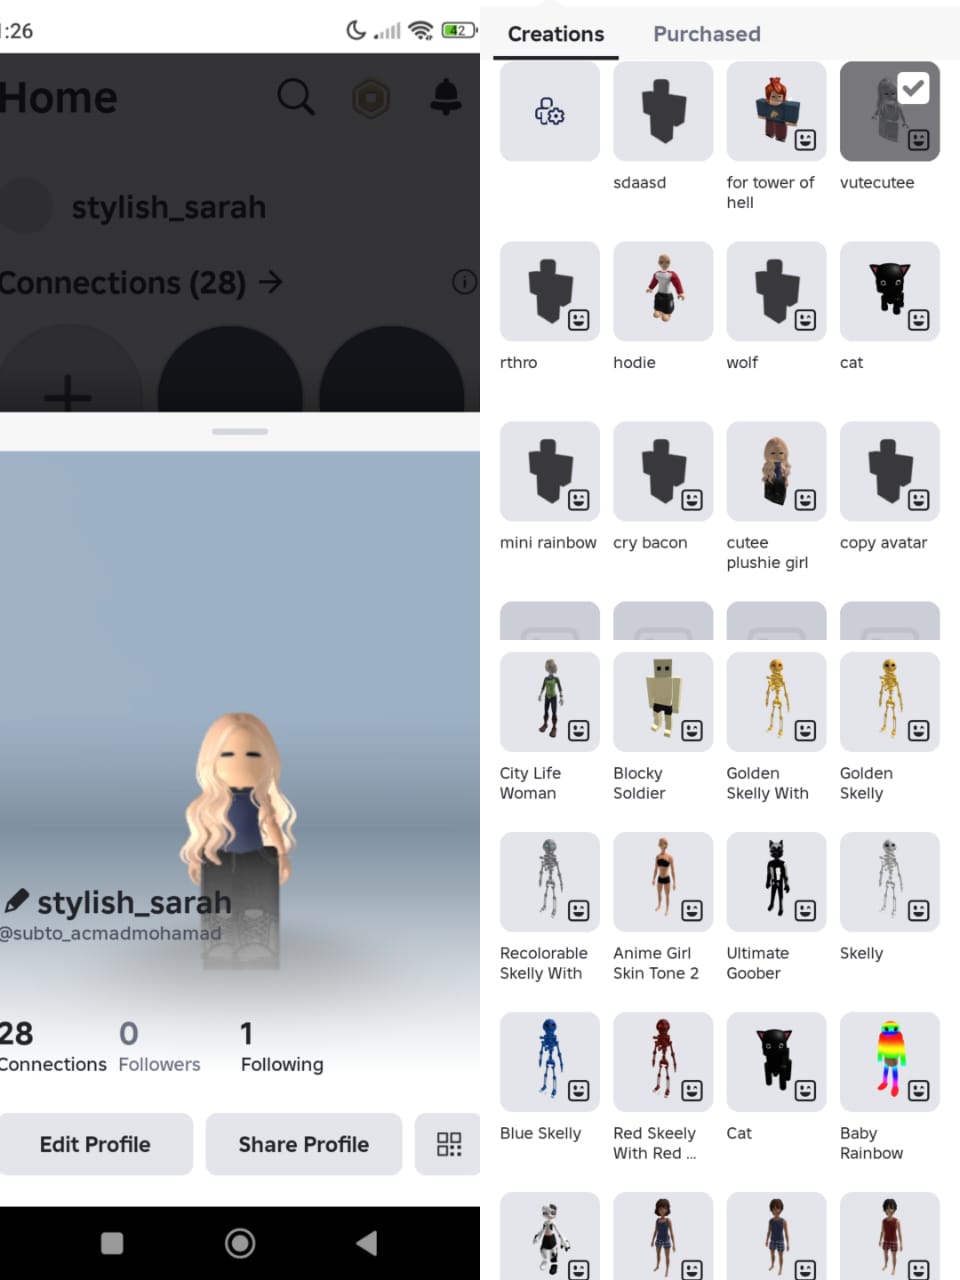 :26
42
Home
stylish_sarah
Connections (28) →
stylish_sarah
@subto_acmadmohamad
28
0
1
Connections
Followers
Following
Edit Profile
Share Profile
Creations
Purchased
sdaasd
for tower of
hell
vutecutee
rthro
hodie
wolf
cat
mini rainbow
cry bacon
cutee
plushie girl
copy avatar
City Life
Woman
Blocky
Soldier
Golden
Skelly With
Golden
Skelly
Recolorable
Skelly With
Anime Girl
Skin Tone 2
Ultimate
Goober
Skelly
Blue Skelly
Red Skeely
With Red ...
Cat
Baby
Rainbow